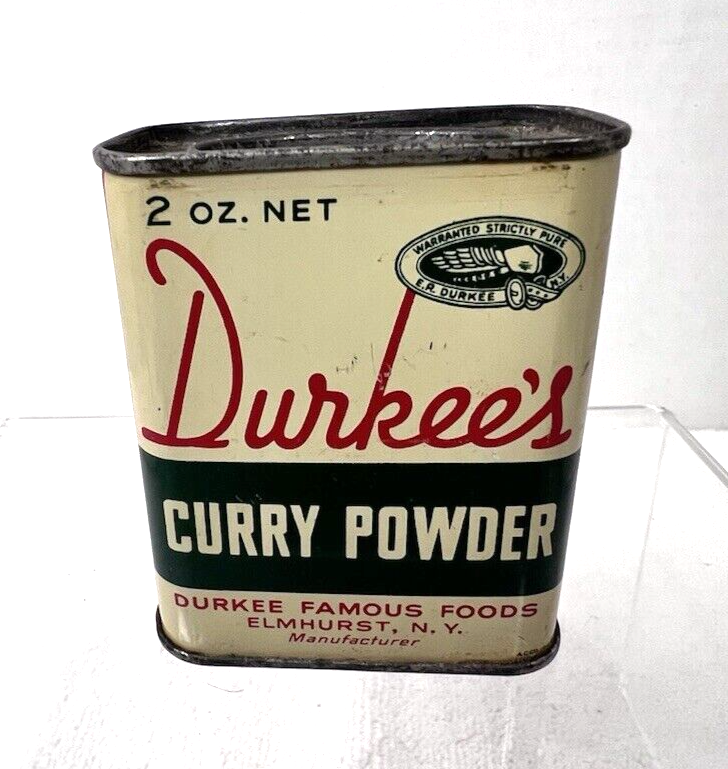 2 OZ. NET
WARRANTED STRICTLY PURE
E.R. DURKEE N.Y.
Durkee's
CURRY POWDER
DURKEE FAMOUS FOODS
ELMHURST, N. Y.
Manufacturer